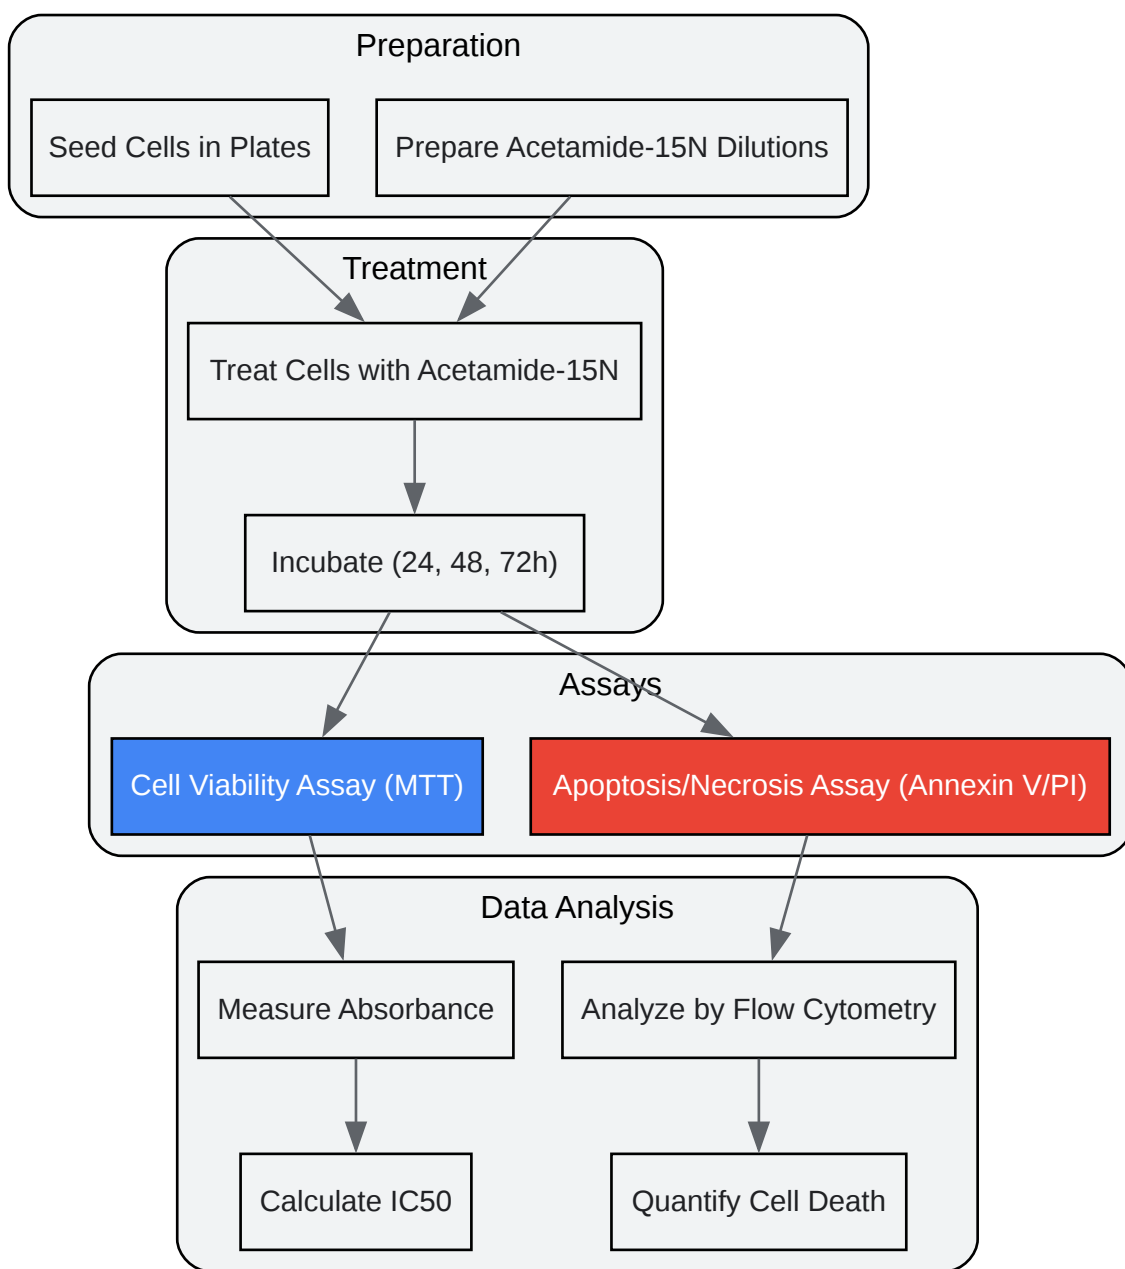 Preparation
Seed Cells in Plates
Prepare Acetamide-15N Dilutions
Treatment
Treat Cells with Acetamide-15N
Incubate (24, 48, 72h)
Assays
Cell Viability Assay (MTT)
Apoptosis/Necrosis Assay (Annexin V/PI)
Data Analysis
Measure Absorbance
Analyze by Flow Cytometry
Calculate IC50
Quantify Cell Death